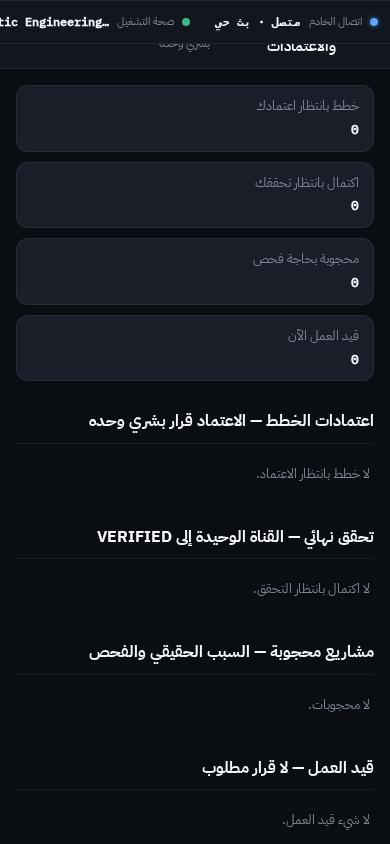 اتصال الخادم متصل · بث حي صحة التشغيل tic Engineering…
والاعتمادات بشري وحده
خطط بانتظار اعتمادك
0
اكتمال بانتظار تحققك
0
محجوبة بحاجة فحص
0
قيد العمل الآن
0
اعتمادات الخطط — الاعتماد قرار بشري وحده
لا خطط بانتظار الاعتماد.
تحقق نهائي — القناة الوحيدة إلى VERIFIED
لا اكتمال بانتظار التحقق.
مشاريع محجوبة — السبب الحقيقي والفحص
لا محجوبات.
قيد العمل — لا قرار مطلوب
لا شيء قيد العمل.